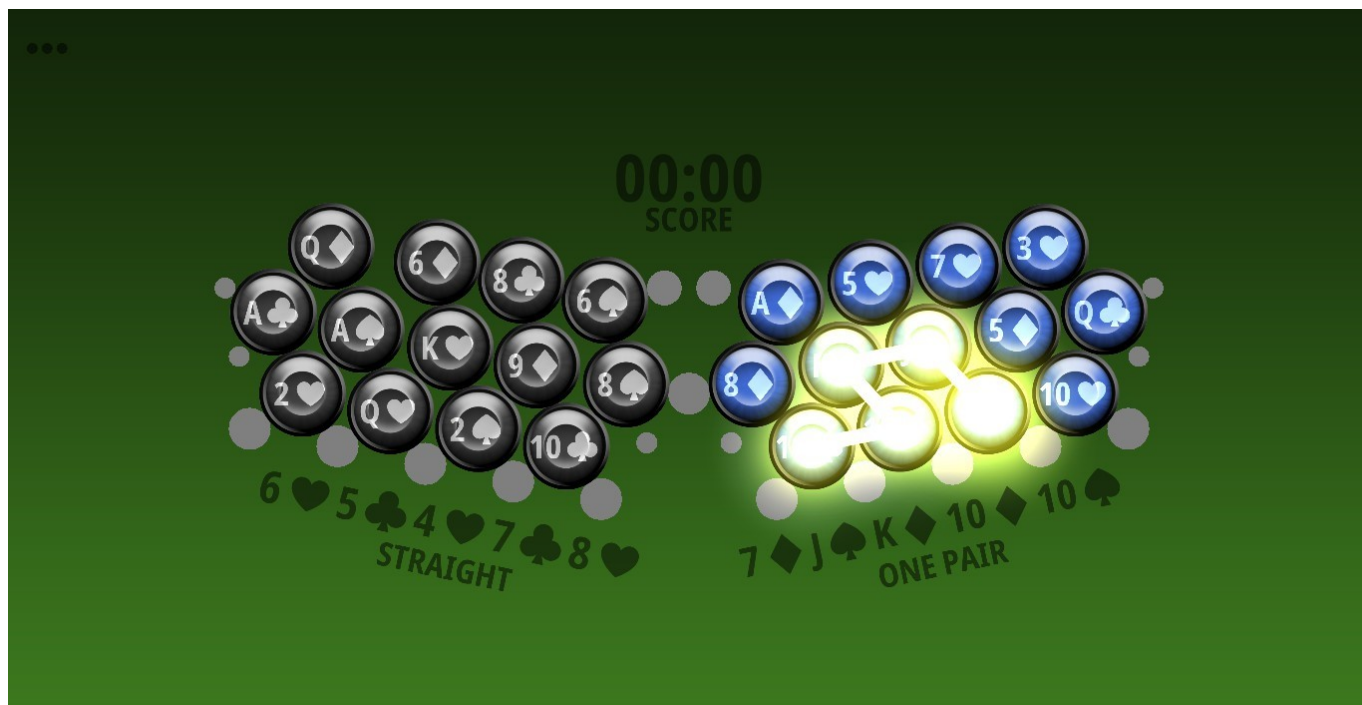 00:00
SCORE
Q♦ 6♦ 8♣ 6♠
A♣ A♠ K♥ 9♦ 8♠
2♥ Q♥ 2♠ 10♣
A♦ 5♥ 7♥ 3♥
8♦ 5♦ Q♣
10♥
6♥ 5♣ 4♥ 7♣ 8♥
STRAIGHT
7♦ J♠ K♦ 10♦ 10♠
ONE PAIR